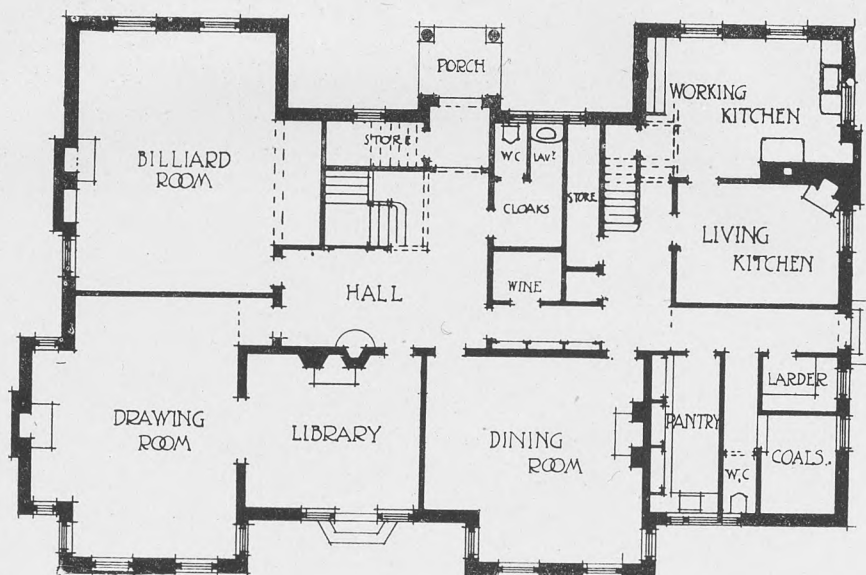 PORCH
WORKING
KITCHEN
BILLIARD
ROOM
STORE
W.C
LAVY
STORE
CLOAKS
LIVING
KITCHEN
WINE
HALL
LARDER
DRAWING
ROOM
LIBRARY
DINING
ROOM
PANTRY
COALS.
W.C